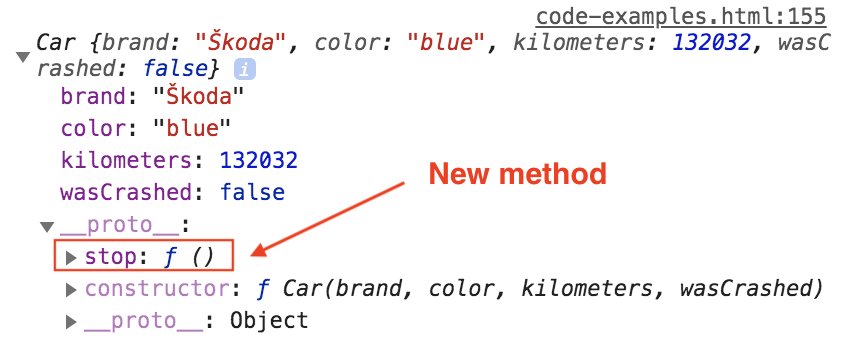 code-examples.html:155
Car {brand: "Škoda", color: "blue", kilometers: 132032, wasC
rashed: false} i
brand: "Škoda"
color: "blue"
kilometers: 132032
wasCrashed: false
New method
__proto__:
stop: ƒ ()
constructor: ƒ Car(brand, color, kilometers, wasCrashed)
__proto__: Object